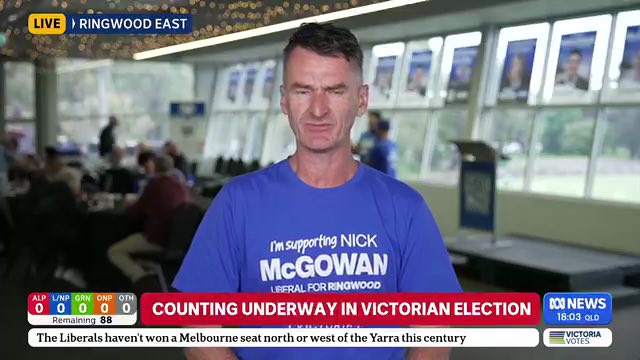 LIVE RINGWOOD EAST
I'm supporting NICK
McGOWAN
LIBERAL FOR RINGWOOD
ALP L/NP GRN ONP OTH
0 0 0 0 0
Remaining 88
COUNTING UNDERWAY IN VICTORIAN ELECTION
NEWS
18:03 QLD
The Liberals haven't won a Melbourne seat north or west of the Yarra this century
VICTORIA
VOTES